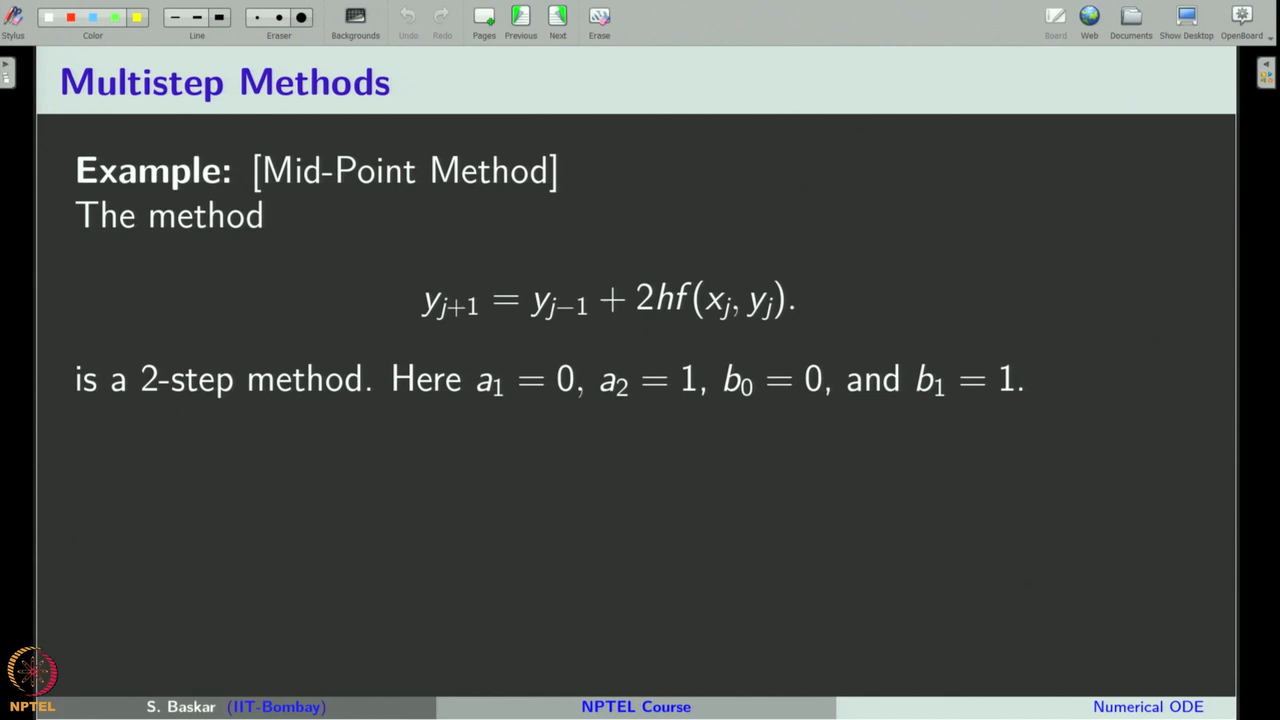 Stylus Color Line Eraser Backgrounds Undo Redo Pages Previous Next Erase Board Web Documents Show Desktop OpenBoard
Multistep Methods
Example: [Mid-Point Method]
The method
y_{j+1} = y_{j−1} + 2hf(x_j, y_j).
is a 2-step method. Here a_1 = 0, a_2 = 1, b_0 = 0, and b_1 = 1.
NPTEL
S. Baskar (IIT-Bombay) NPTEL Course Numerical ODE